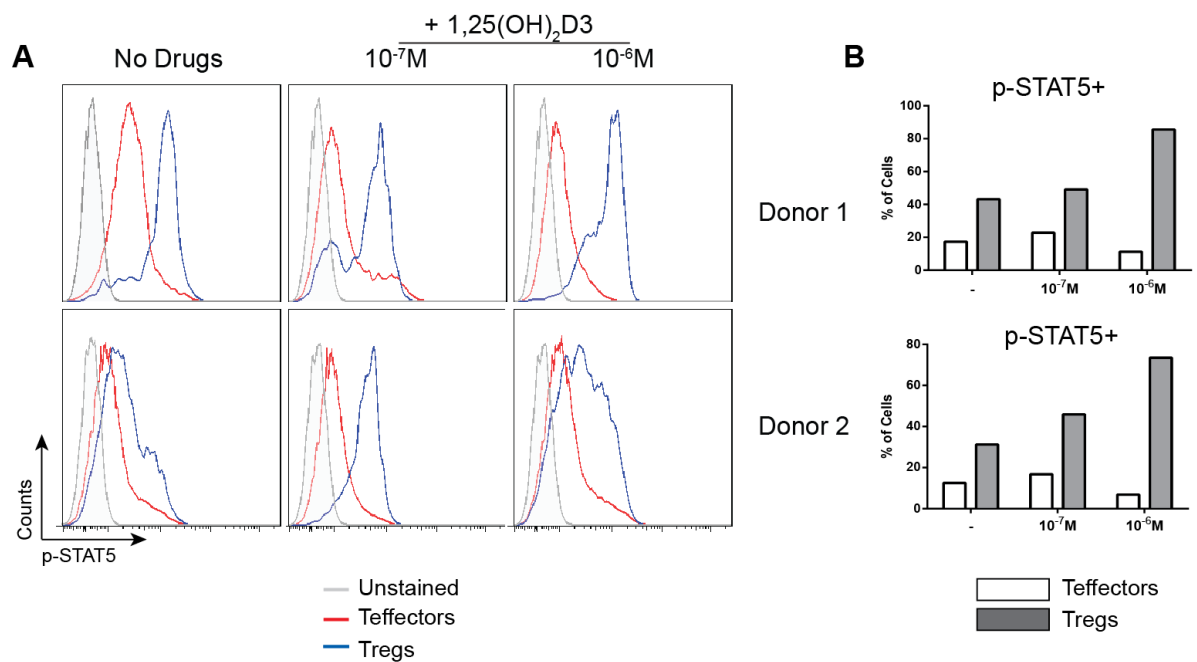 + 1,25(OH)₂D3
A
No Drugs
10⁻⁷M
10⁻⁶M
Counts
p-STAT5
Unstained
Teffectors
Tregs
Donor 1
Donor 2
B
p-STAT5+
100
80
60
40
20
0
% of Cells
-
10⁻⁷M
10⁻⁶M
p-STAT5+
80
60
40
20
0
% of Cells
-
10⁻⁷M
10⁻⁶M
Teffectors
Tregs